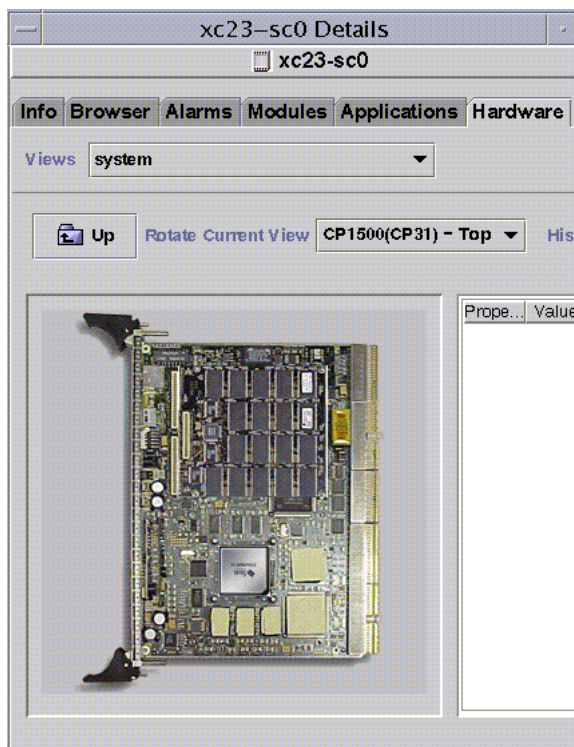 xc23-sc0 Details
xc23-sc0
Info Browser Alarms Modules Applications Hardware
Views system
Up Rotate Current View CP1500(CP31) - Top His
Prope... Value